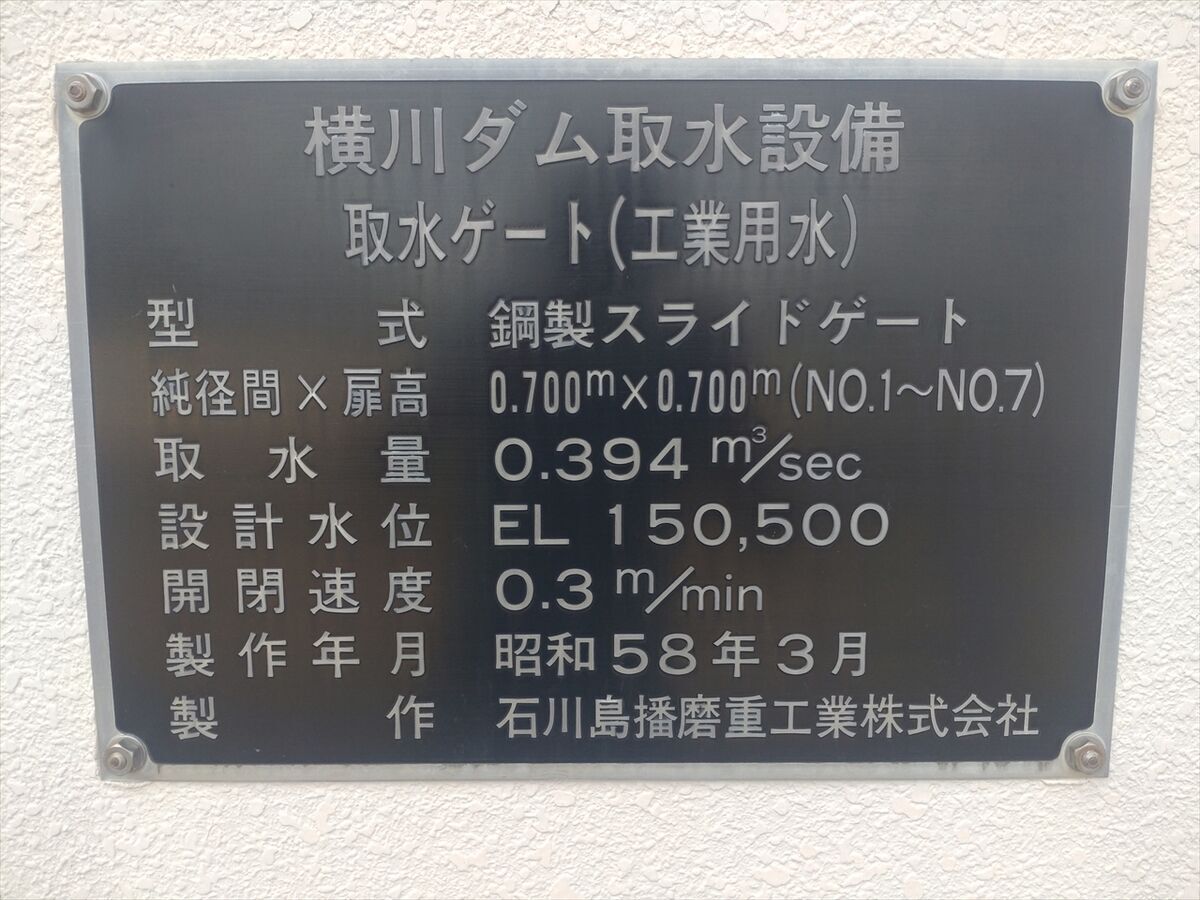 横川ダム取水設備
取水ゲート(工業用水)
型式 鋼製スライドゲート
純径間×扉高 0.700m×0.700m(NO.1～NO.7)
取水量 0.394 m³/sec
設計水位 EL 150,500
開閉速度 0.3 m/min
製作年月 昭和58年3月
製作 石川島播磨重工業株式会社